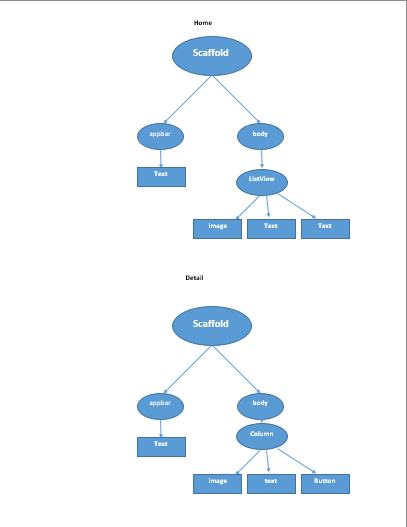 Home
Scaffold
appbar
body
Text
ListView
image
Text
Text
Detail
Scaffold
appbar
body
Text
Column
image
text
Button